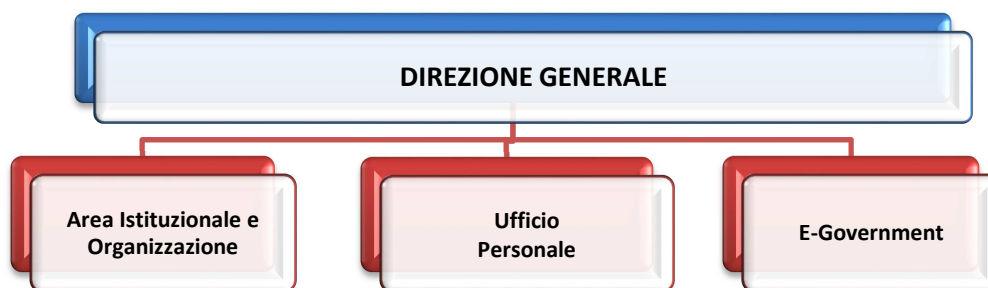 DIREZIONE GENERALE
Area Istituzionale e
Organizzazione
Ufficio
Personale
E-Government